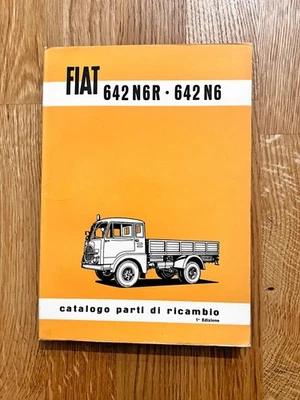 FIAT 642 N6R · 642 N6
catalogo parti di ricambio
1ª Edizione